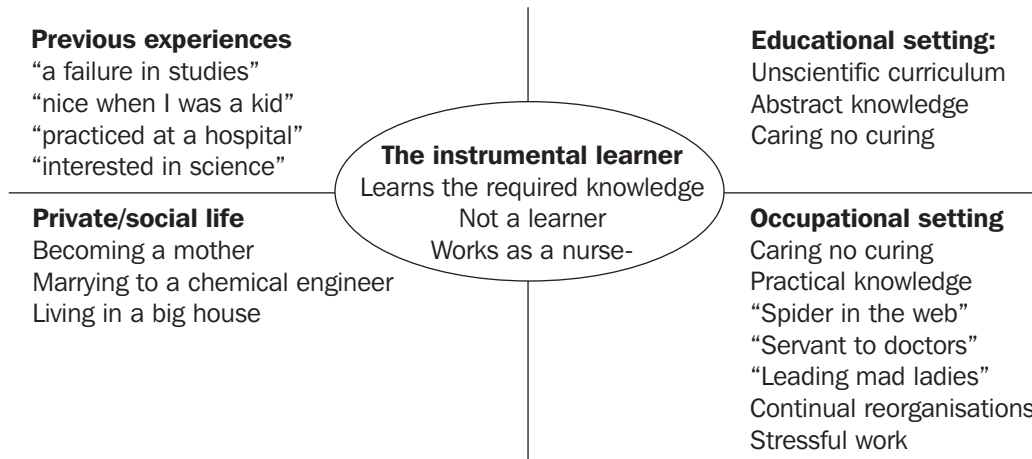 Previous experiences
“a failure in studies”
“nice when I was a kid”
“practiced at a hospital”
“interested in science”
Educational setting:
Unscientific curriculum
Abstract knowledge
Caring no curing
The instrumental learner
Learns the required knowledge
Not a learner
Works as a nurse-
Private/social life
Becoming a mother
Marrying to a chemical engineer
Living in a big house
Occupational setting
Caring no curing
Practical knowledge
“Spider in the web”
“Servant to doctors”
“Leading mad ladies”
Continual reorganisations
Stressful work